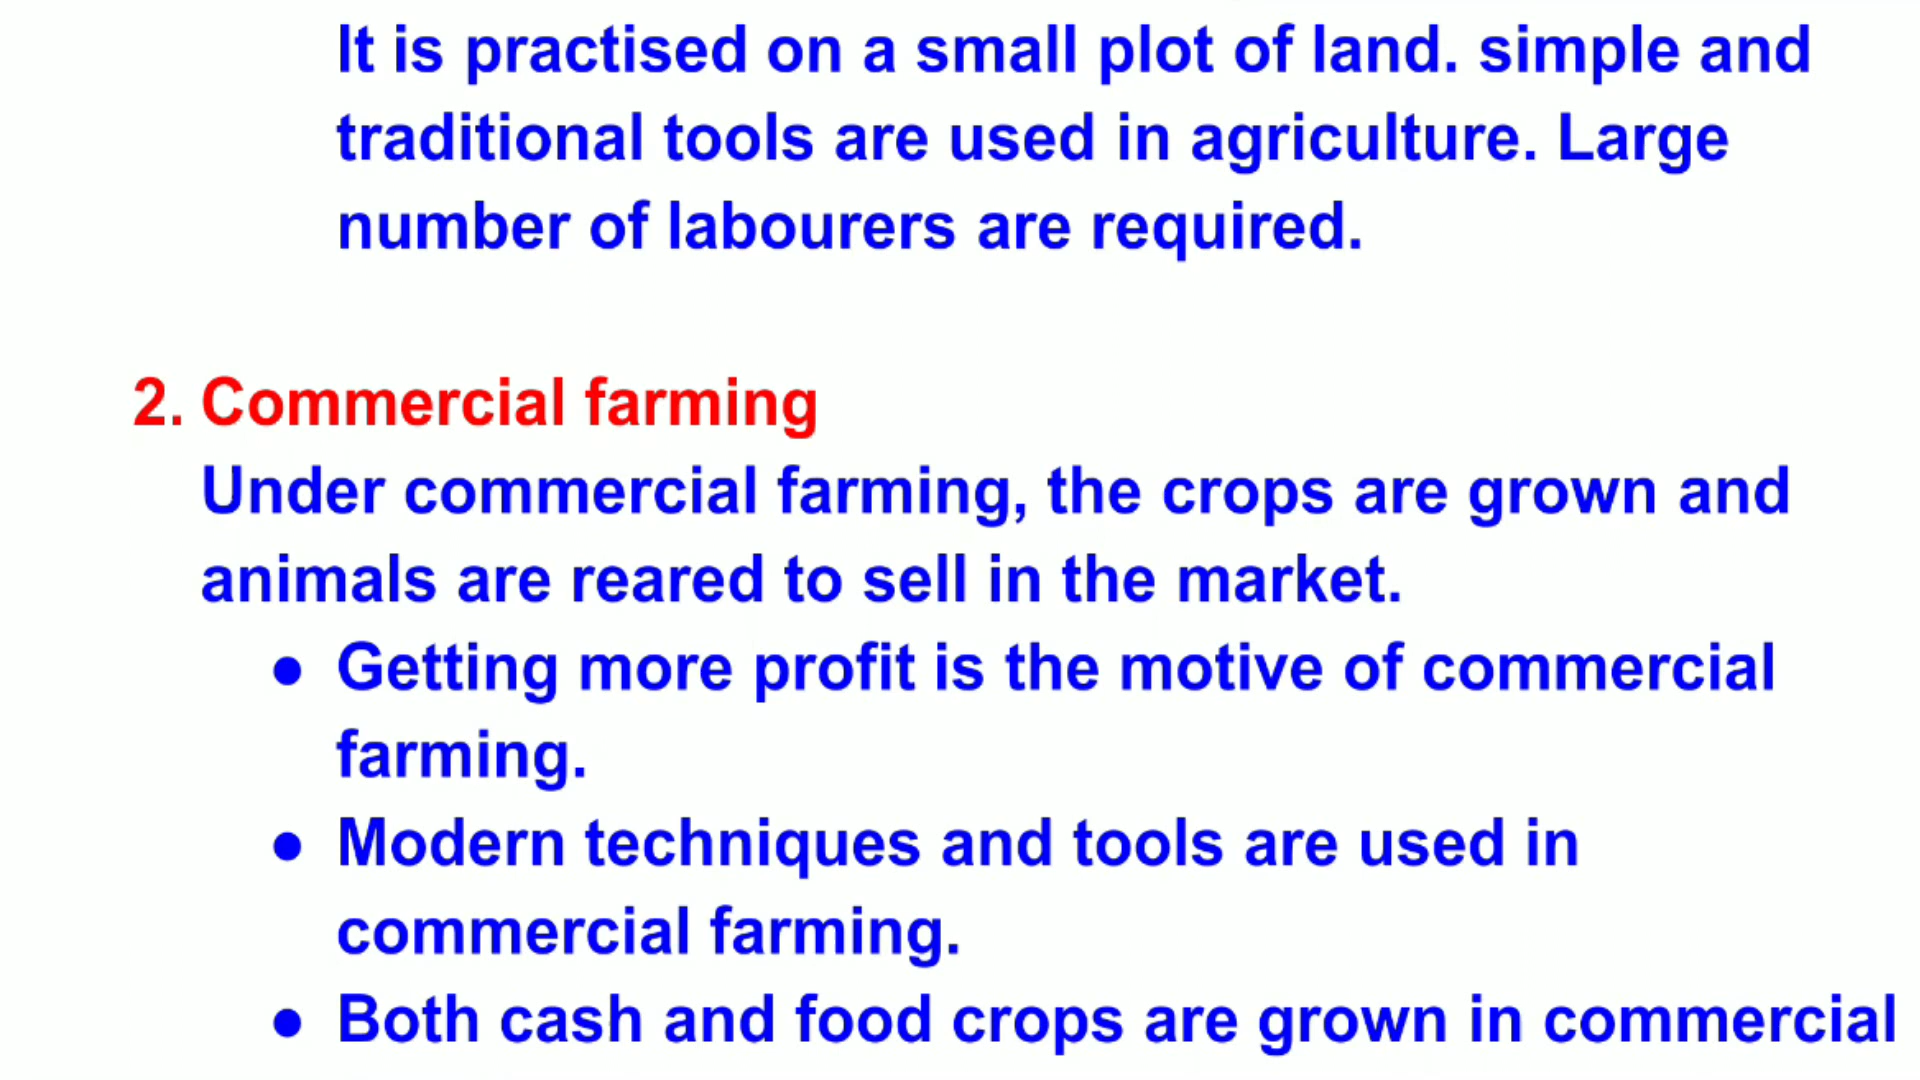 It is practised on a small plot of land. simple and
traditional tools are used in agriculture. Large
number of labourers are required.
2. Commercial farming
Under commercial farming, the crops are grown and
animals are reared to sell in the market.
● Getting more profit is the motive of commercial
farming.
● Modern techniques and tools are used in
commercial farming.
● Both cash and food crops are grown in commercial